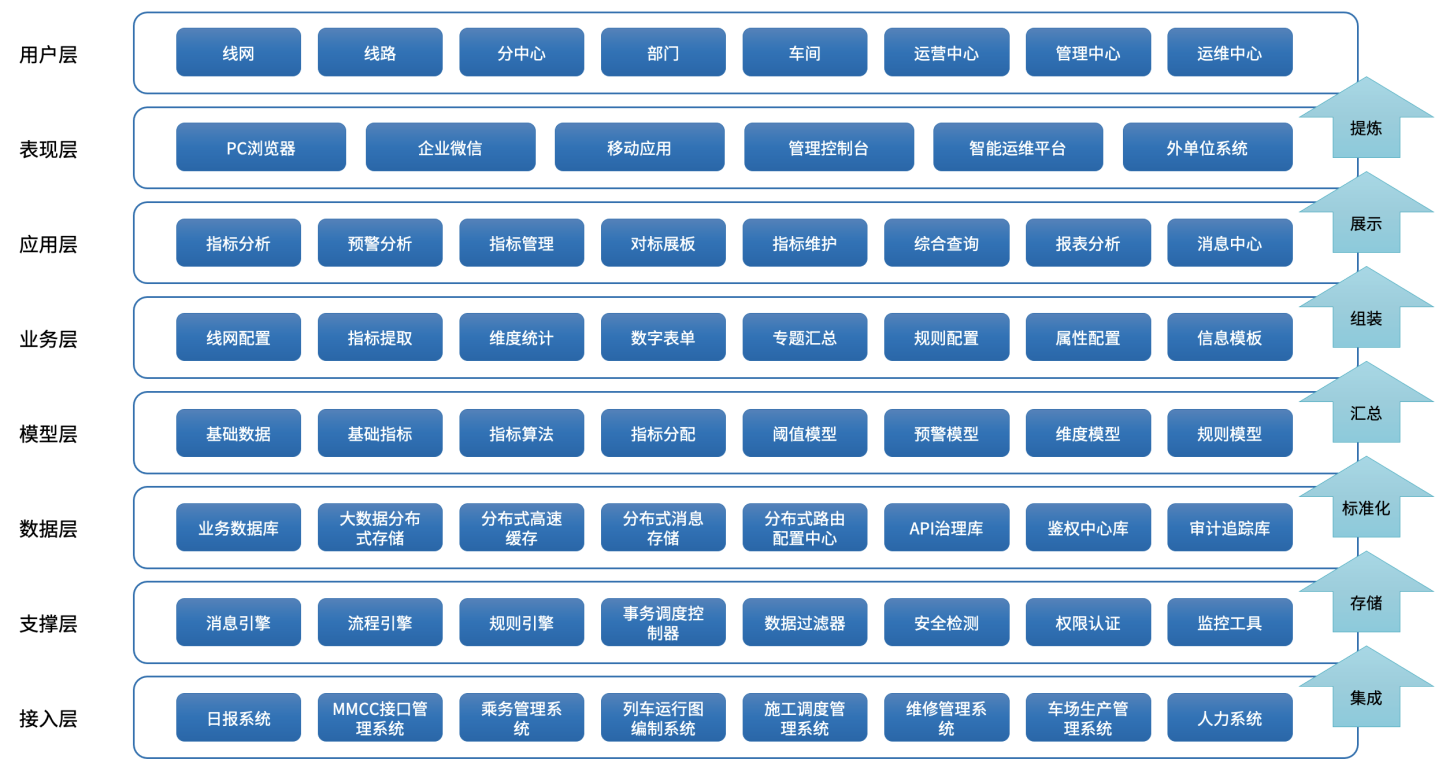 用户层
线网
线路
分中心
部门
车间
运营中心
管理中心
运维中心
提炼
表现层
PC浏览器
企业微信
移动应用
管理控制台
智能运维平台
外单位系统
展示
应用层
指标分析
预警分析
指标管理
对标展板
指标维护
综合查询
报表分析
消息中心
组装
业务层
线网配置
指标提取
维度统计
数字表单
专题汇总
规则配置
属性配置
信息模板
汇总
模型层
基础数据
基础指标
指标算法
指标分配
阈值模型
预警模型
维度模型
规则模型
标准化
数据层
业务数据库
大数据分布
式存储
分布式高速
缓存
分布式消息
存储
分布式路由
配置中心
API治理库
鉴权中心库
审计追踪库
存储
支撑层
消息引擎
流程引擎
规则引擎
事务调度控
制器
数据过滤器
安全检测
权限认证
监控工具
集成
接入层
日报系统
MMCC接口管
理系统
乘务管理系
统
列车运行图
编制系统
施工调度管
理系统
维修管理系
统
车场生产管
理系统
人力系统